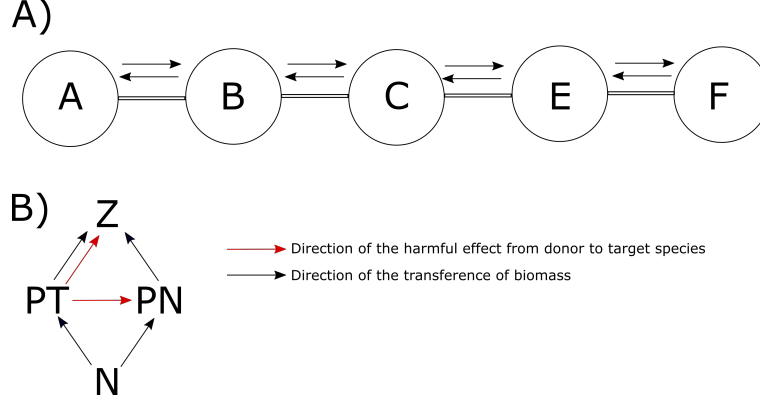 A)
A B C E F
B)
Z
Direction of the harmful effect from donor to target species
Direction of the transference of biomass
PT PN
N